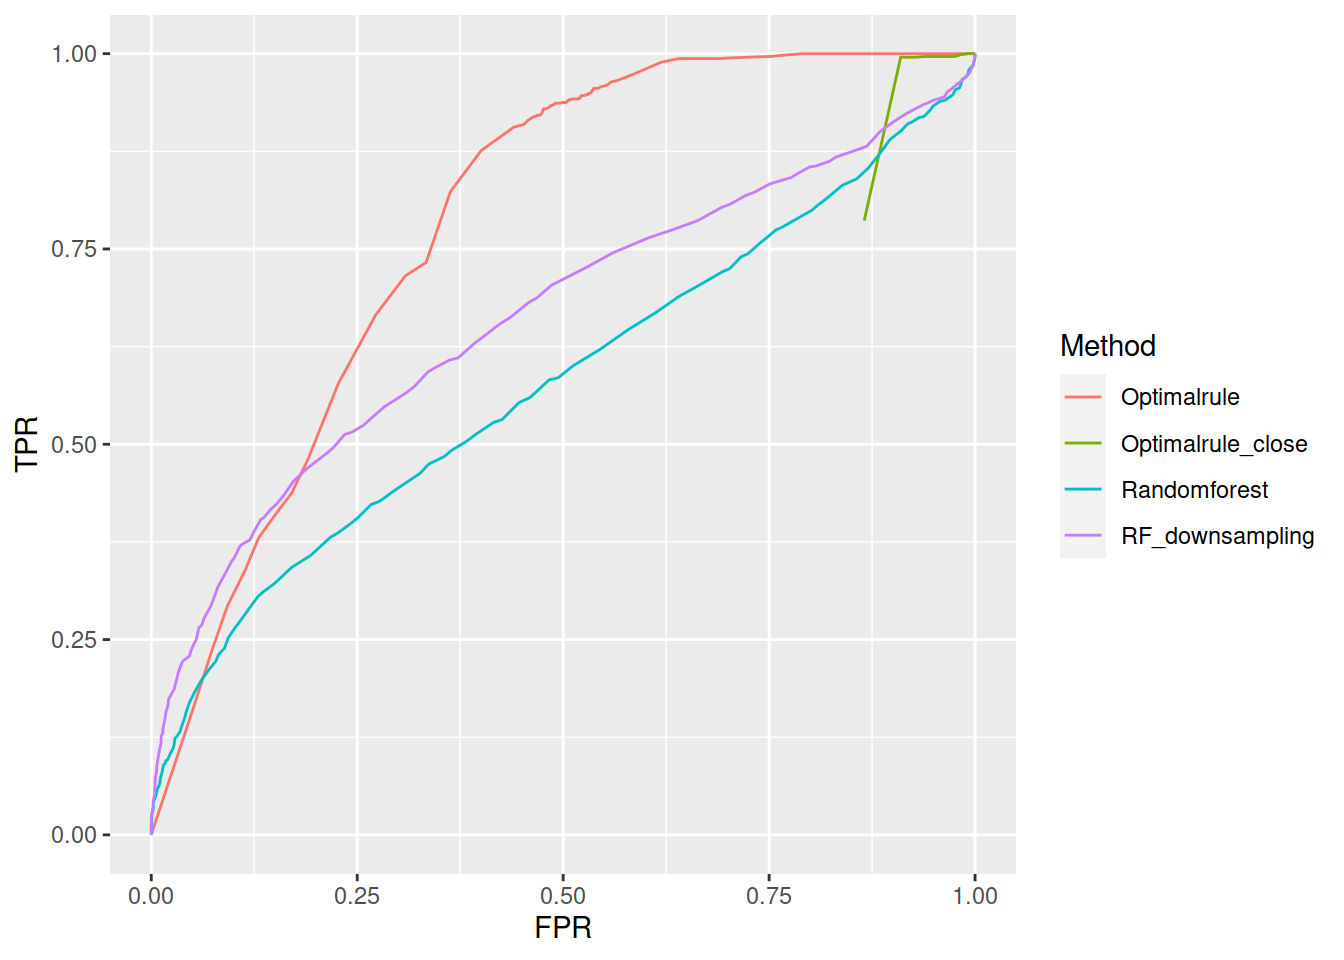 1.00
0.75
0.50
0.25
0.00
TPR
0.00 0.25 0.50 0.75 1.00
FPR
Method
Optimalrule
Optimalrule_close
Randomforest
RF_downsampling